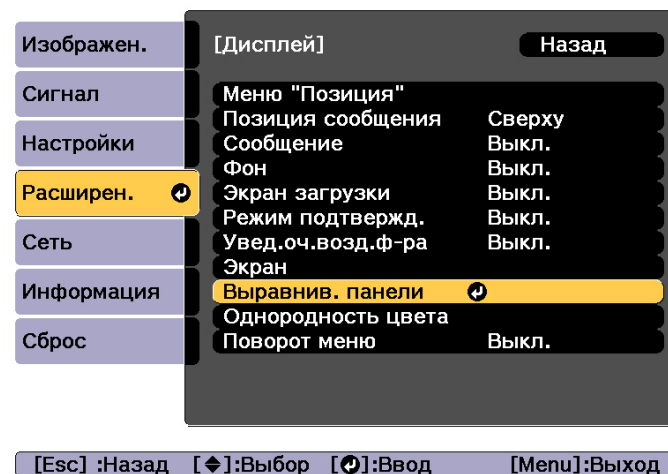 Изображен.
Сигнал
Настройки
Расширен.
Сеть
Информация
Сброс
[Дисплей] Назад
Меню "Позиция"
Позиция сообщения Сверху
Сообщение Выкл.
Фон Выкл.
Экран загрузки Выкл.
Режим подтвержд. Выкл.
Увед.оч.возд.ф-ра Выкл.
Экран
Выравнив. панели
Однородность цвета
Поворот меню Выкл.
[Esc] :Назад [◆]:Выбор [↵]:Ввод [Menu]:Выход